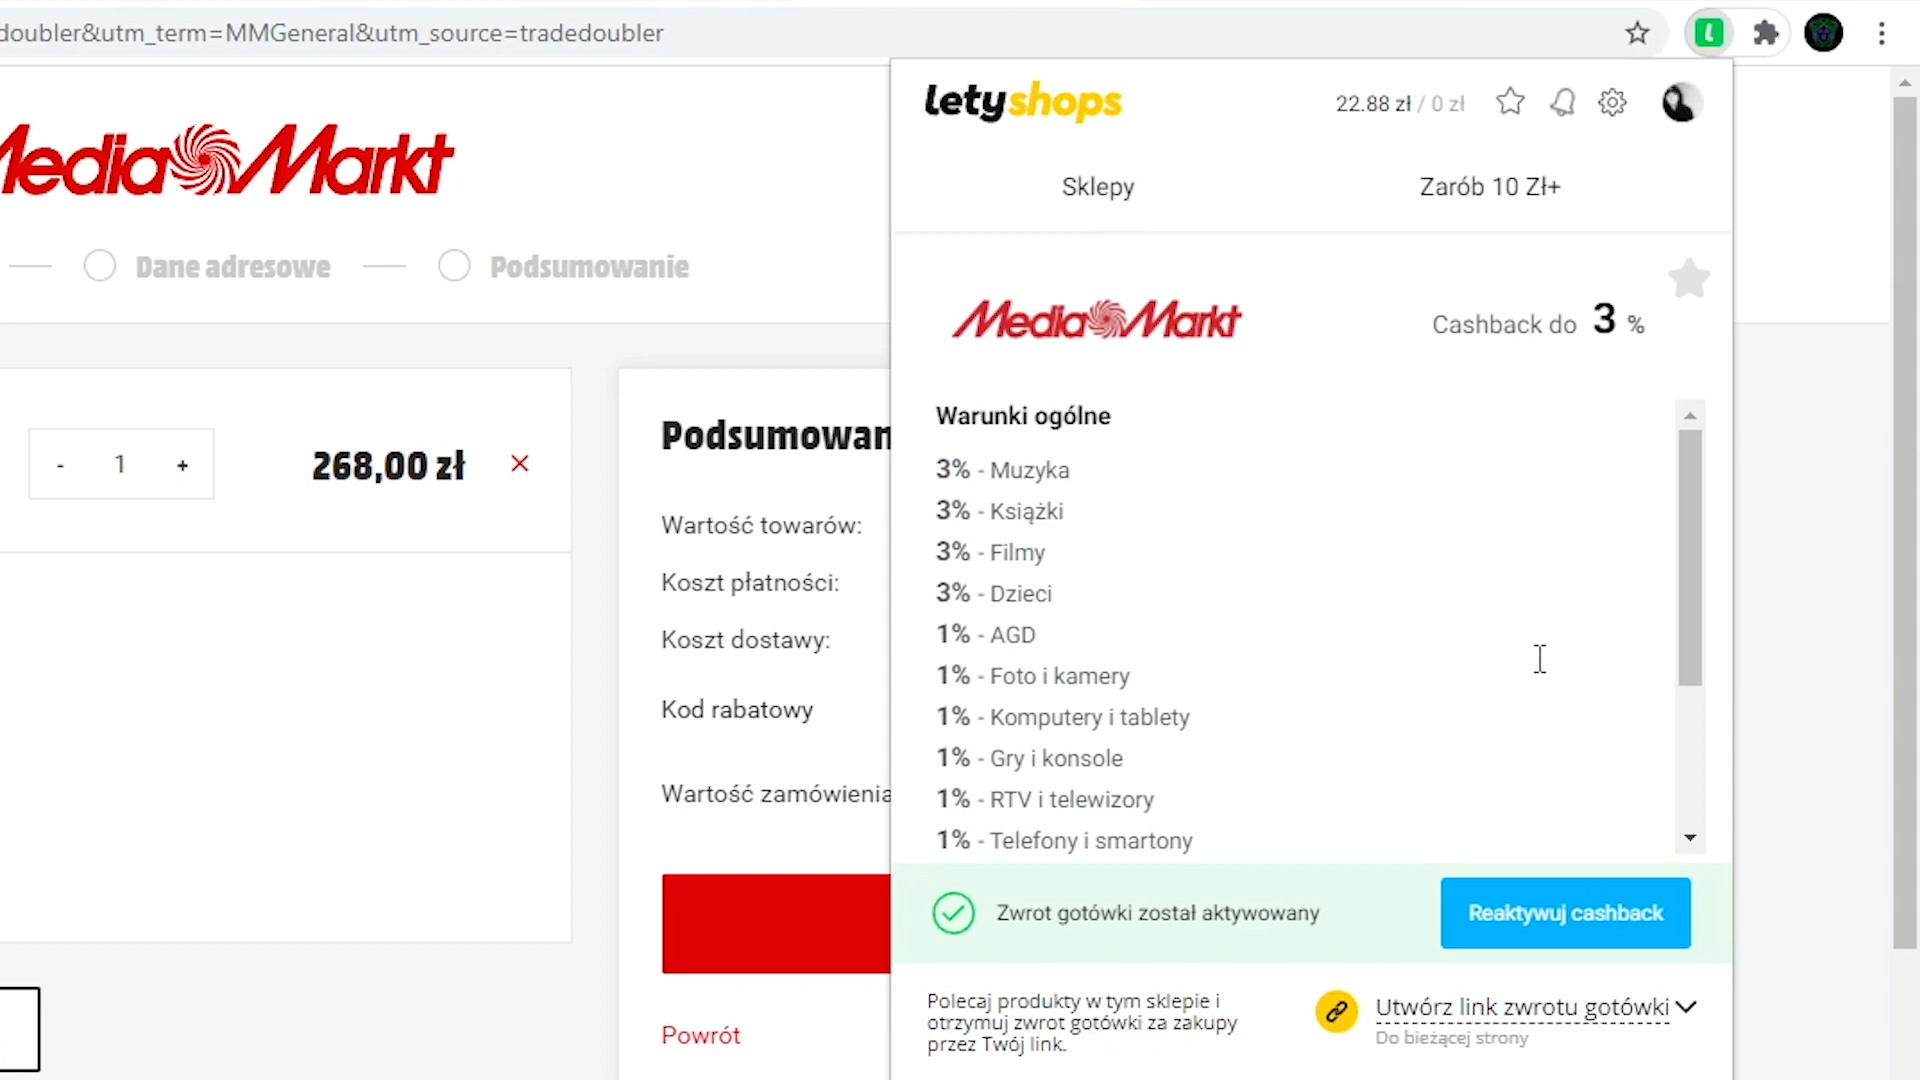 doubler&utm_term=MMGeneral&utm_source=tradedoubler
Media Markt
Dane adresowe
Podsumowanie
- 1 +
268,00 zł
Podsumowan
Wartość towarów:
Koszt płatności:
Koszt dostawy:
Kod rabatowy
Wartość zamówienia
Powrót
letyshops
22.88 zł / 0 zł
Sklepy
Zarób 10 Zł+
Media Markt
Cashback do 3 %
Warunki ogólne
3% - Muzyka
3% - Książki
3% - Filmy
3% - Dzieci
1% - AGD
1% - Foto i kamery
1% - Komputery i tablety
1% - Gry i konsole
1% - RTV i telewizory
1% - Telefony i smartony
Zwrot gotówki został aktywowany
Reaktywuj cashback
Polecaj produkty w tym sklepie i
otrzymuj zwrot gotówki za zakupy
przez Twój link.
Utwórz link zwrotu gotówki
Do bieżącej strony